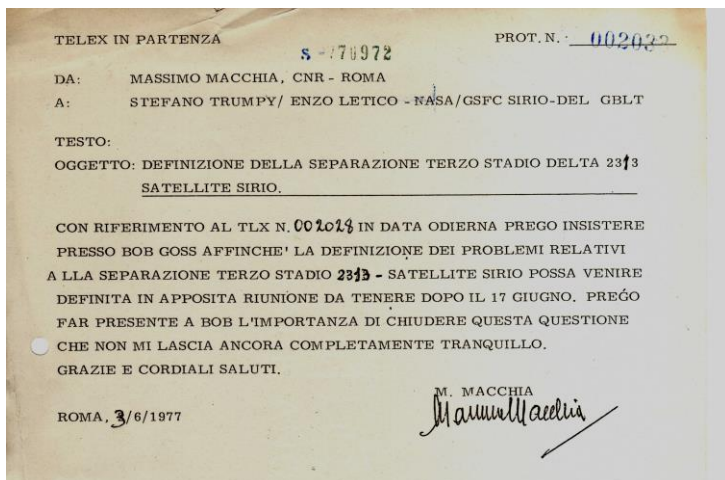 TELEX IN PARTENZA
PROT. N. 002032
S - 770972
DA: MASSIMO MACCHIA, CNR - ROMA
A: STEFANO TRUMPY/ ENZO LETICO - NASA/GSFC SIRIO-DEL GBLT
TESTO:
OGGETTO: DEFINIZIONE DELLA SEPARAZIONE TERZO STADIO DELTA 2313
SATELLITE SIRIO.
CON RIFERIMENTO AL TLX N. 002028 IN DATA ODIERNA PREGO INSISTERE
PRESSO BOB GOSS AFFINCHE' LA DEFINIZIONE DEI PROBLEMI RELATIVI
A LLA SEPARAZIONE TERZO STADIO 2313 - SATELLITE SIRIO POSSA VENIRE
DEFINITA IN APPOSITA RIUNIONE DA TENERE DOPO IL 17 GIUGNO. PREGO
FAR PRESENTE A BOB L'IMPORTANZA DI CHIUDERE QUESTA QUESTIONE
CHE NON MI LASCIA ANCORA COMPLETAMENTE TRANQUILLO.
GRAZIE E CORDIALI SALUTI.
M. MACCHIA
Massimo Macchia
ROMA, 3/6/1977